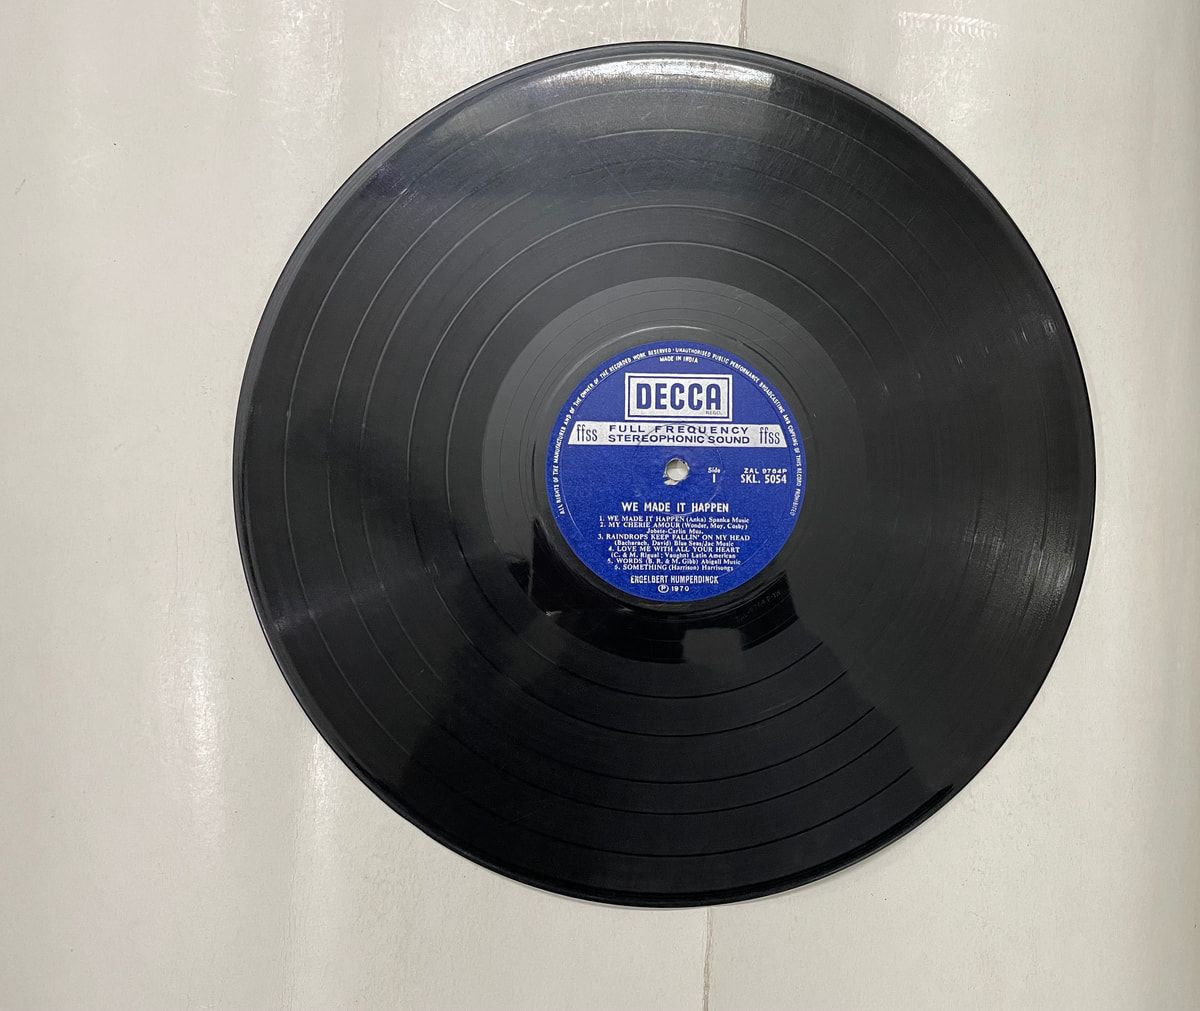 ALL RIGHTS OF THE MANUFACTURER AND OF THE OWNER OF THE RECORDED WORK RESERVED · UNAUTHORISED PUBLIC PERFORMANCE BROADCASTING AND COPYING OF THIS RECORD PROHIBITED
MADE IN INDIA
DECCA
REGD.
ffss FULL FREQUENCY ffss
STEREOPHONIC SOUND
Side ZAL 9764P
1 SKL. 5054
WE MADE IT HAPPEN
1. WE MADE IT HAPPEN (Anka) Spanka Music
2. MY CHERIE AMOUR (Wonder, Moy, Cosby)
Jobete-Carlin Mus.
3. RAINDROPS KEEP FALLIN' ON MY HEAD
(Bacharach, David) Blue Seas/Jac Music
4. LOVE ME WITH ALL YOUR HEART
(C. & M. Rigual ; Vaughn) Latin American
5. WORDS (B. R. & M. Gibb) Abigail Music
6. SOMETHING (Harrison) Harrisongs
ENGELBERT HUMPERDINCK
Ⓟ 1970